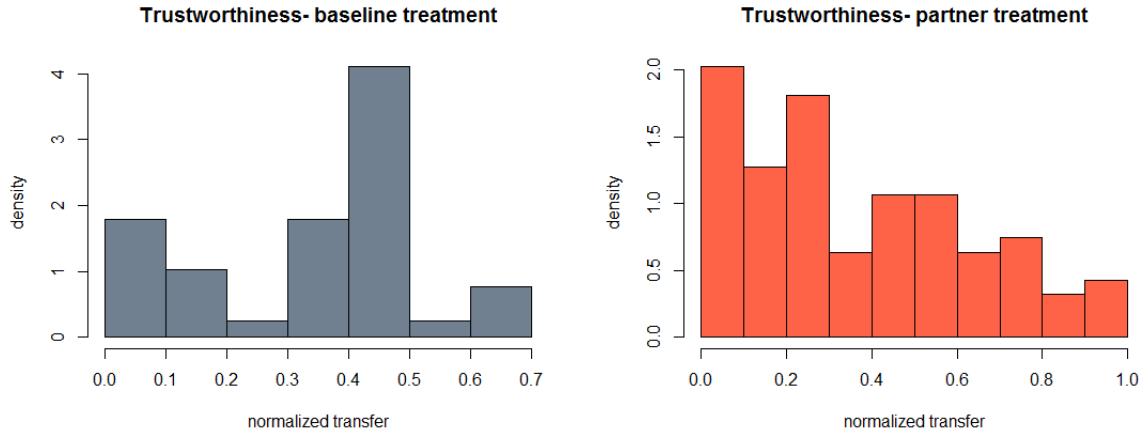 Trustworthiness- baseline treatment
density
4
3
2
1
0
0.0 0.1 0.2 0.3 0.4 0.5 0.6 0.7
normalized transfer
Trustworthiness- partner treatment
density
2.0
1.5
1.0
0.5
0.0
0.0 0.2 0.4 0.6 0.8 1.0
normalized transfer